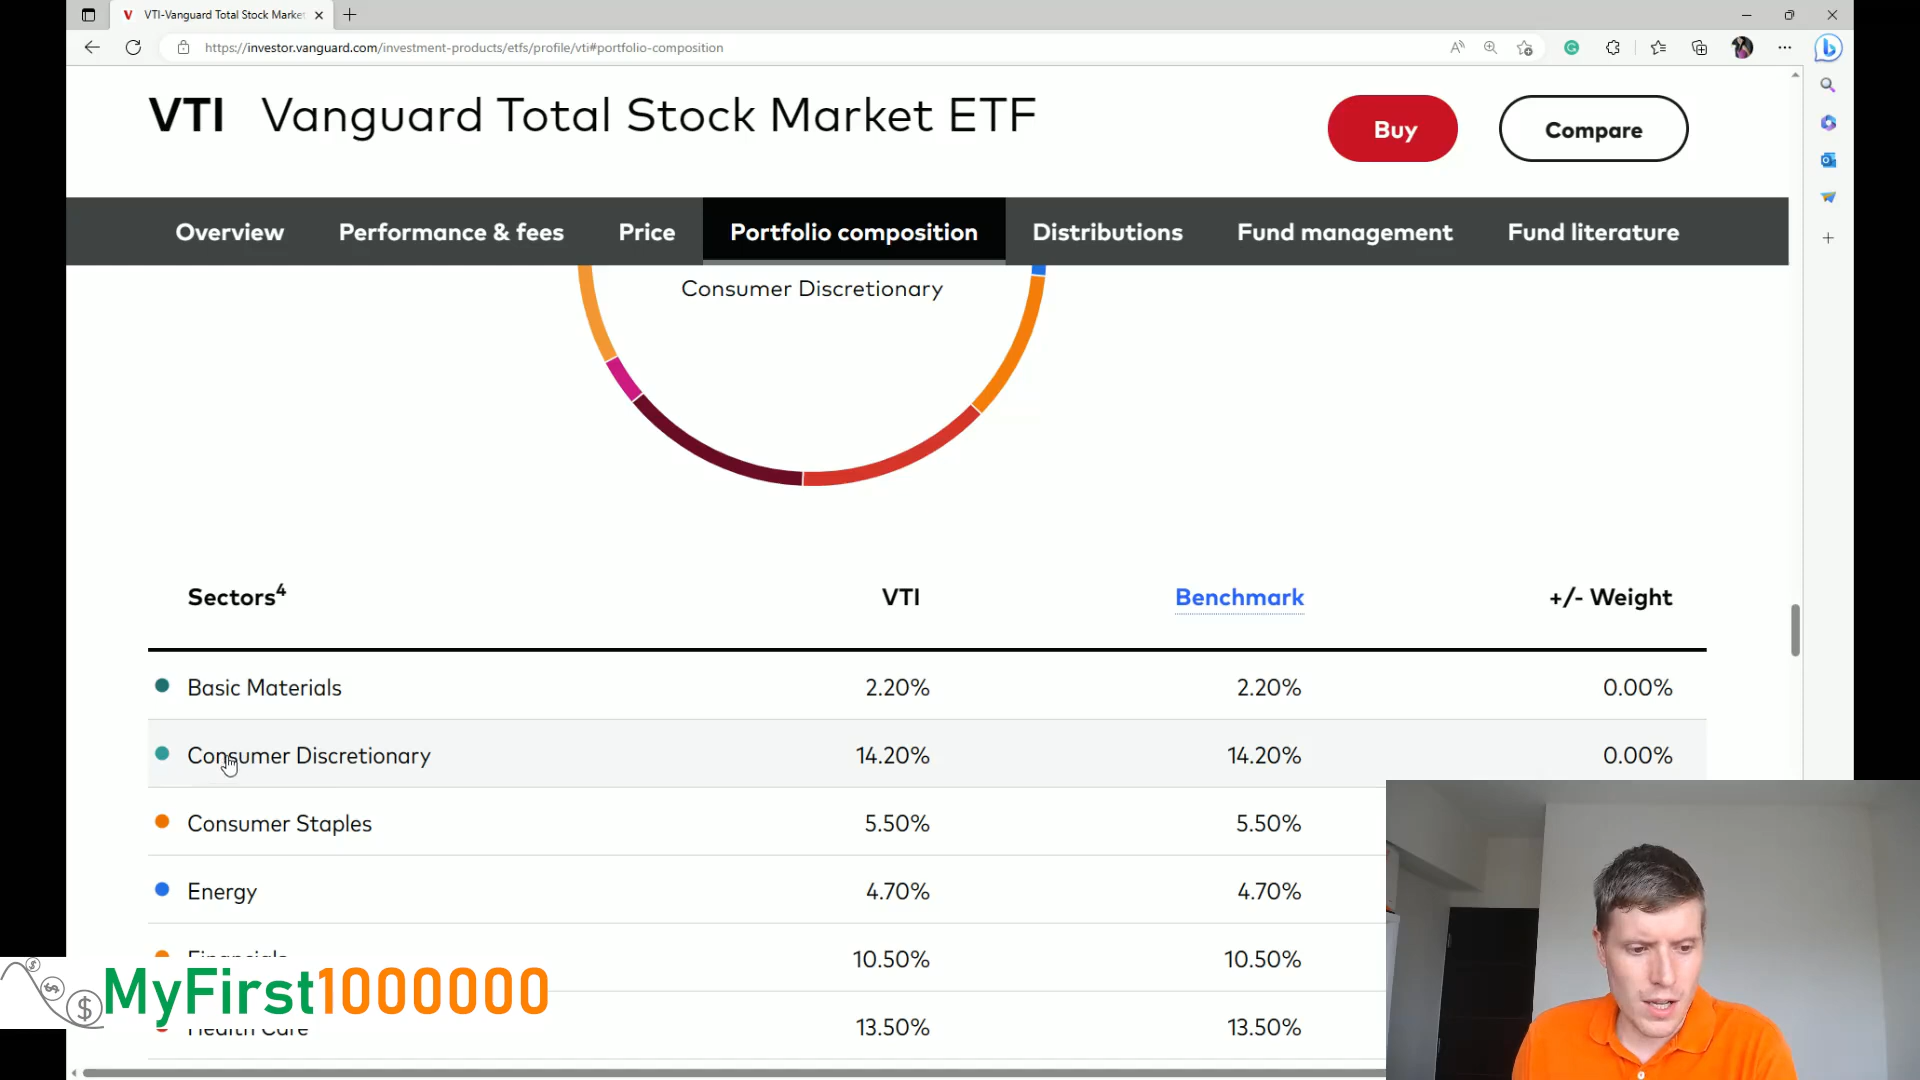 VTI-Vanguard Total Stock Marke
https://investor.vanguard.com/investment-products/etfs/profile/vti#portfolio-composition
VTI Vanguard Total Stock Market ETF
Buy
Compare
Overview Performance & fees Price Portfolio composition Distributions Fund management Fund literature
Consumer Discretionary
Sectors4 VTI Benchmark +/- Weight
Basic Materials 2.20% 2.20% 0.00%
Consumer Discretionary 14.20% 14.20% 0.00%
Consumer Staples 5.50% 5.50%
Energy 4.70% 4.70%
Financials 10.50% 10.50%
MyFirst1000000
Health Care 13.50% 13.50%